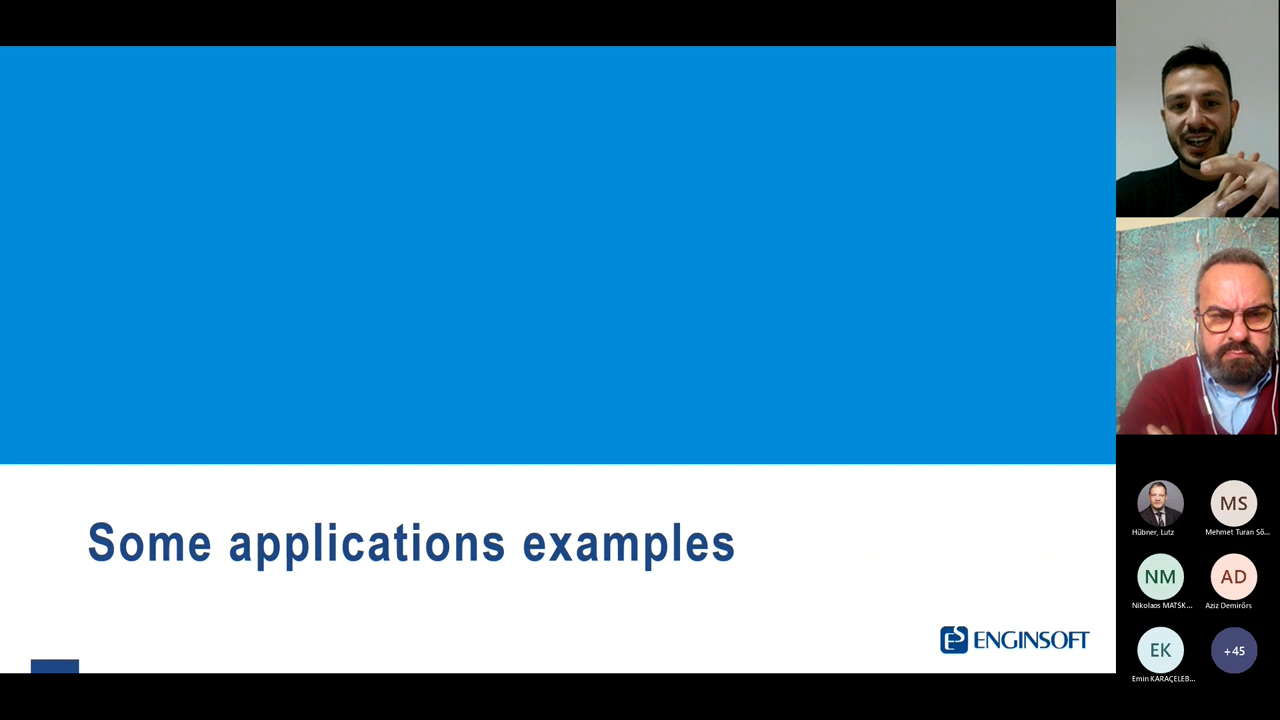 Some applications examples
ENGINSOFT
MS
Hübner, Lutz
Mehmet Turan Sö...
NM
AD
Nikolaos MATSK...
Aziz Demirörs
EK
+45
Emin KARAÇELEB...